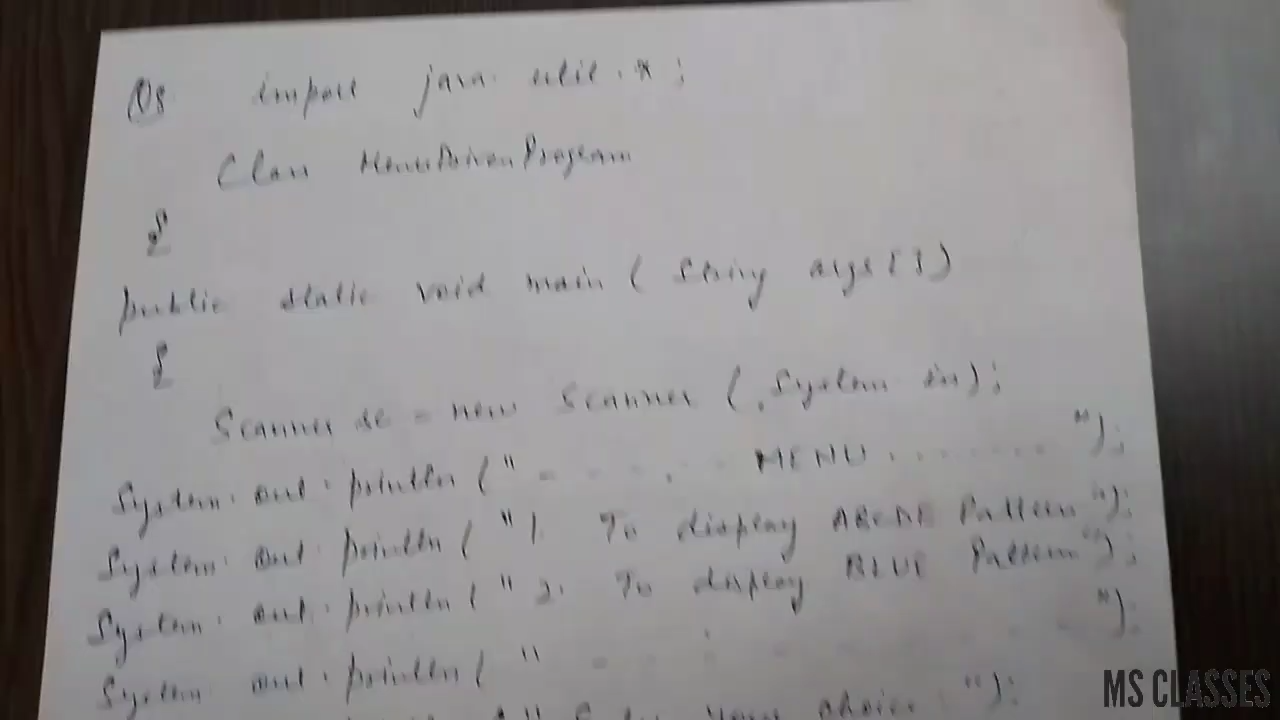 Q8 import java.util.*;
Class MenuDrivenProgram
{
public static void main ( String args[])
{
Scanner sc = new Scanner ( System.in);
System.out.println (" - - - - - MENU - - - - - - - ");
System.out.println ( "1. To display ABCDE Pattern");
System.out.println ( "2. To display BLUE Pattern");
System.out.println ( " - - - - - - - - ");
Your choice : ");
MS CLASSES